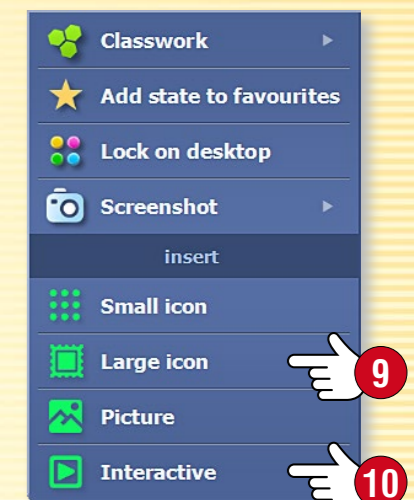 Classwork
Add state to favourites
Lock on desktop
Screenshot
insert
Small icon
Large icon
9
Picture
Interactive
10